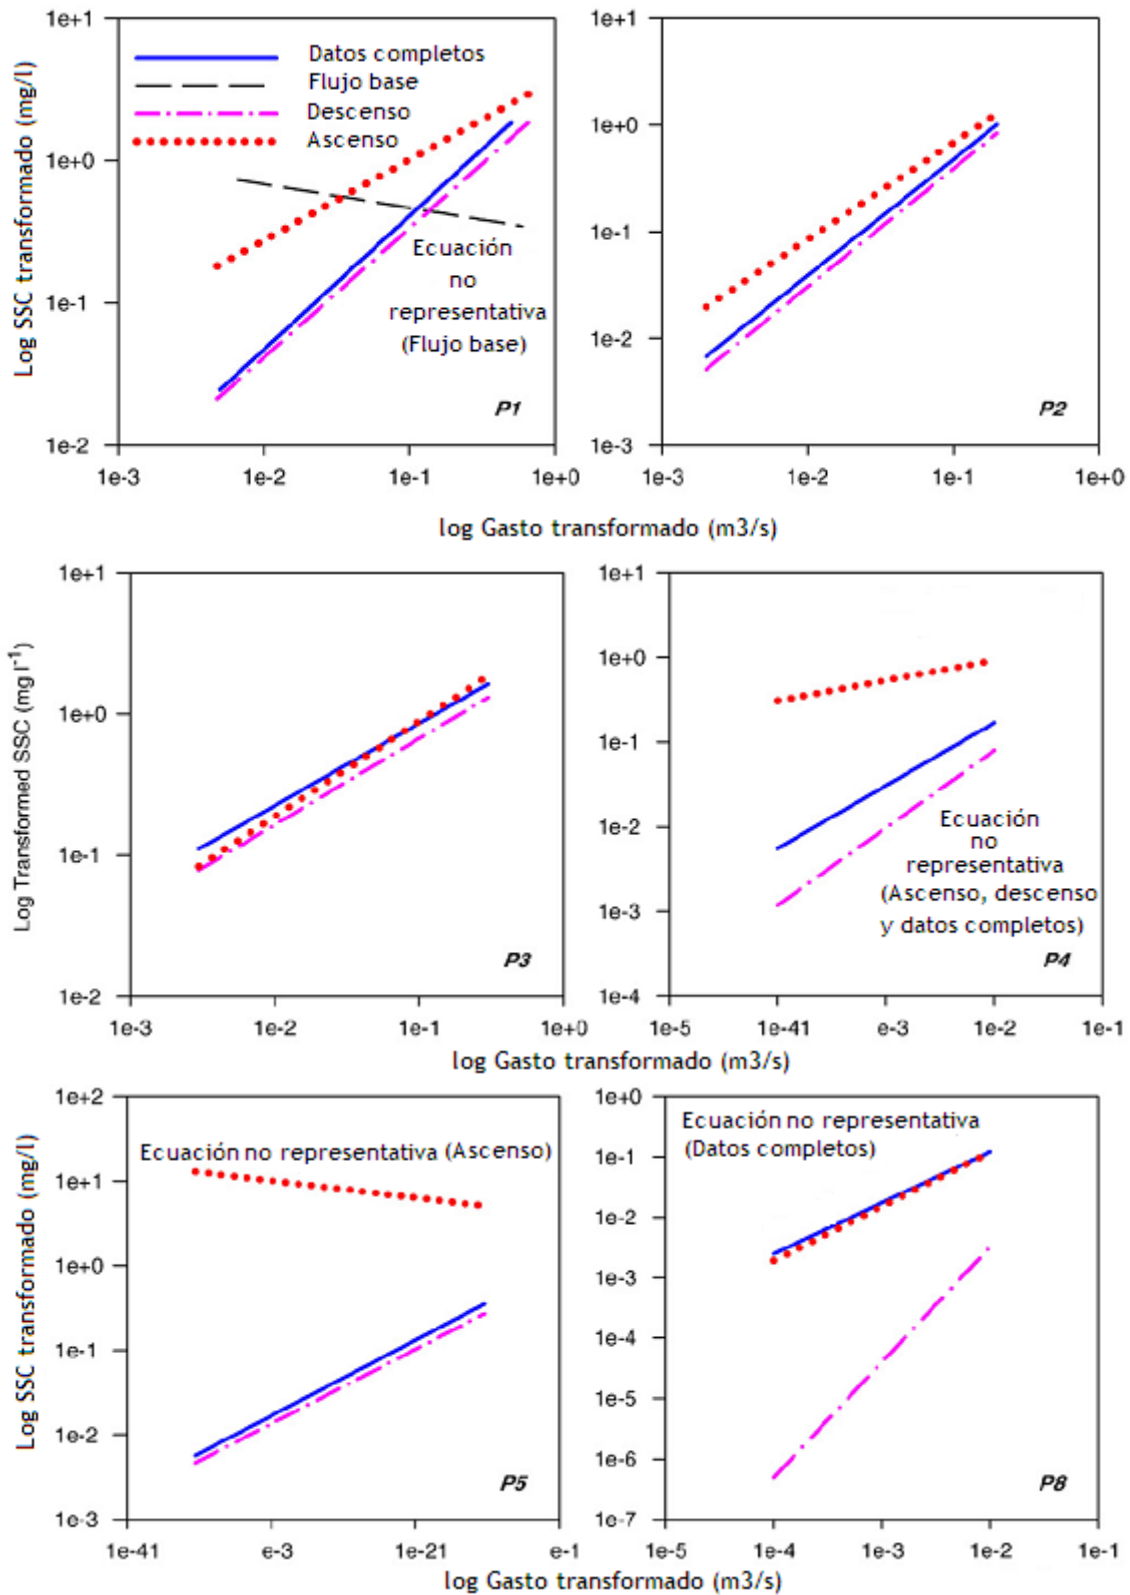 1e+1
1e+0
1e-1
1e-2
Log SSC transformado (mg/l)
Datos completos
Flujo base
Descenso
Ascenso
Ecuación
no
representativa
(Flujo base)
P1
1e-3 1e-2 1e-1 1e+0
1e+1
1e+0
1e-1
1e-2
1e-3
P2
1e-3 1e-2 1e-1 1e+0
log Gasto transformado (m3/s)
1e+1
1e+0
1e-1
1e-2
Log Transformed SSC (mg l⁻¹)
P3
1e-3 1e-2 1e-1 1e+0
1e+1
1e+0
1e-1
1e-2
1e-3
1e-4
Ecuación
no
representativa
(Ascenso, descenso
y datos completos)
P4
1e-5 1e-41 e-3 1e-2 1e-1
log Gasto transformado (m3/s)
1e+2
1e+1
1e+0
1e-1
1e-2
1e-3
Log SSC transformado (mg/l)
Ecuación no representativa (Ascenso)
P5
1e-41 e-3 1e-21 e-1
1e+0
1e-1
1e-2
1e-3
1e-4
1e-5
1e-6
1e-7
Ecuación no representativa
(Datos completos)
P8
1e-5 1e-4 1e-3 1e-2 1e-1
log Gasto transformado (m3/s)